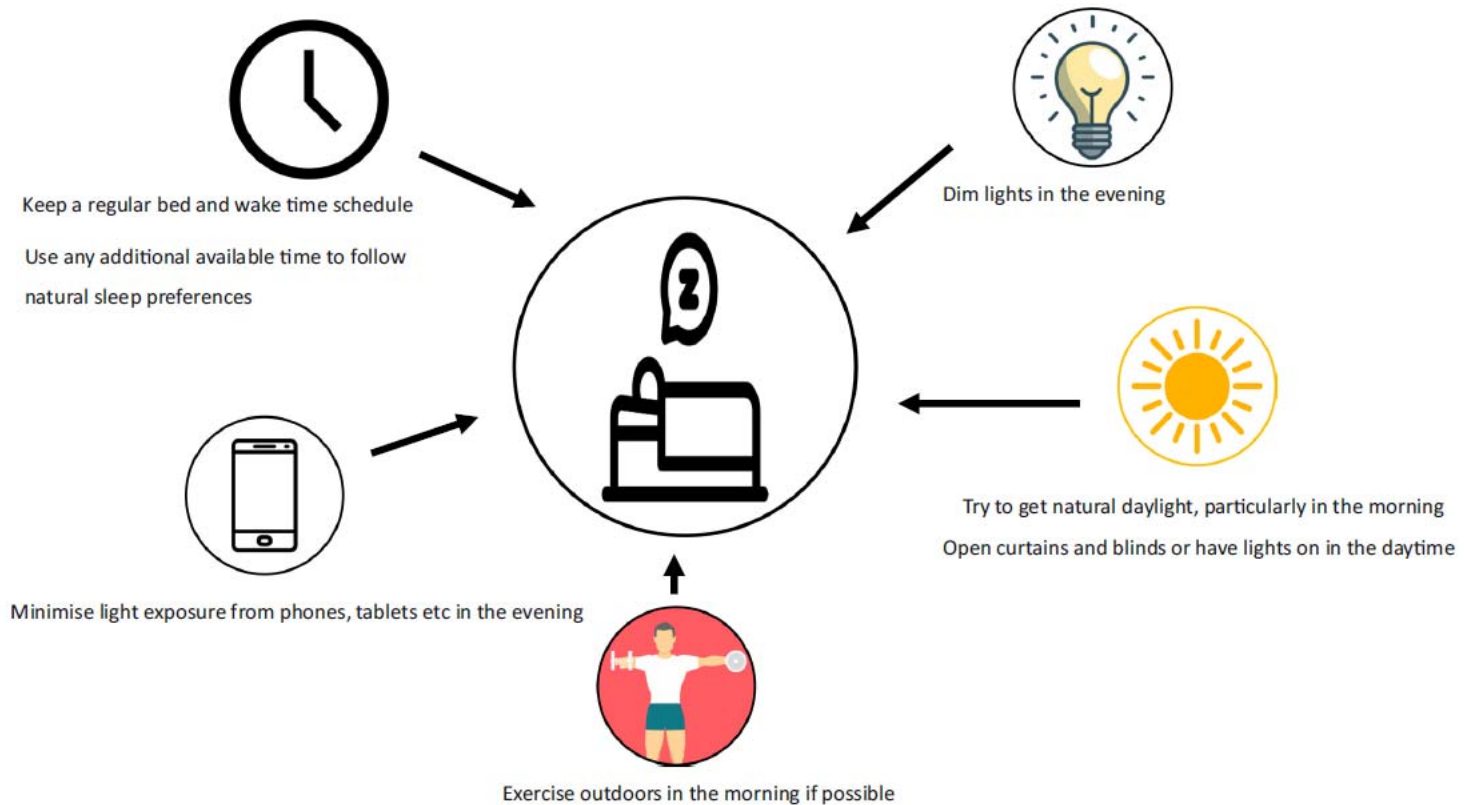 Keep a regular bed and wake time schedule
Use any additional available time to follow
natural sleep preferences
Dim lights in the evening
Z
Try to get natural daylight, particularly in the morning
Open curtains and blinds or have lights on in the daytime
Minimise light exposure from phones, tablets etc in the evening
Exercise outdoors in the morning if possible